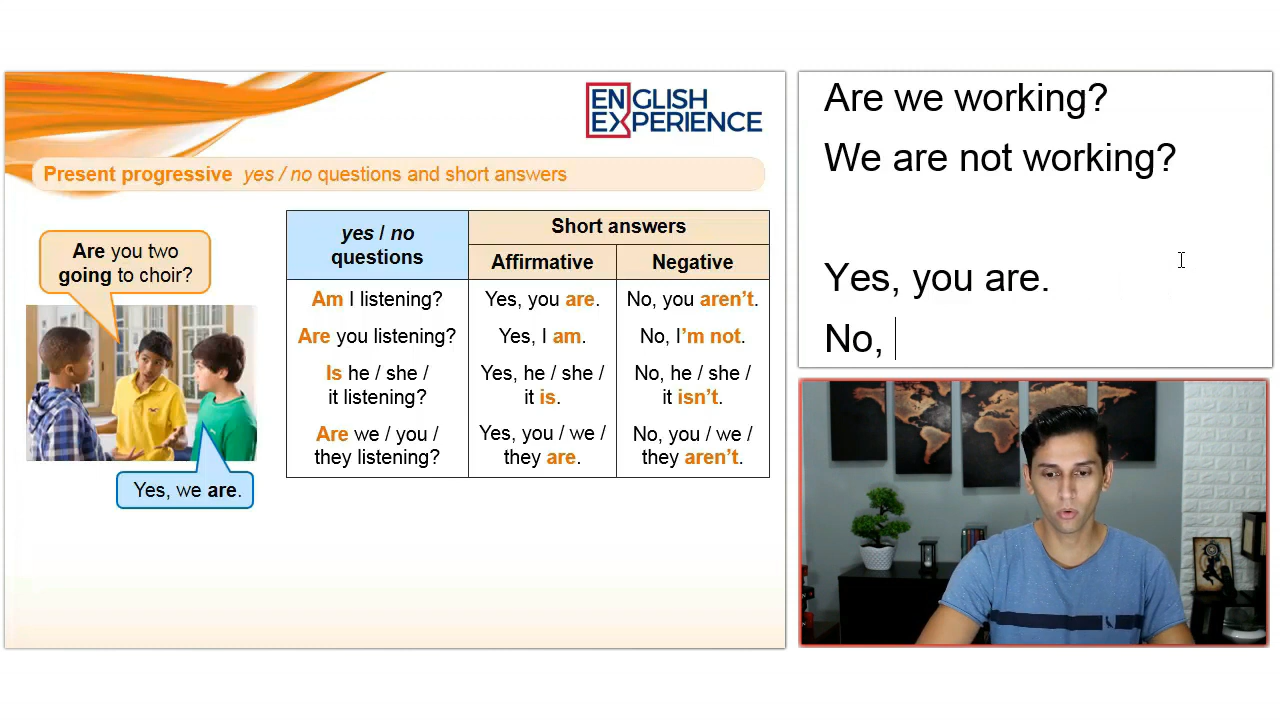 ENGLISH
EXPERIENCE
Present progressive yes / no questions and short answers
Are you two
going to choir?
Yes, we are.
yes / no
questions
Short answers
Affirmative
Negative
Am I listening?
Yes, you are.
No, you aren't.
Are you listening?
Yes, I am.
No, I'm not.
Is he / she /
it listening?
Yes, he / she /
it is.
No, he / she /
it isn't.
Are we / you /
they listening?
Yes, you / we /
they are.
No, you / we /
they aren't.
Are we working?
We are not working?
Yes, you are.
No,